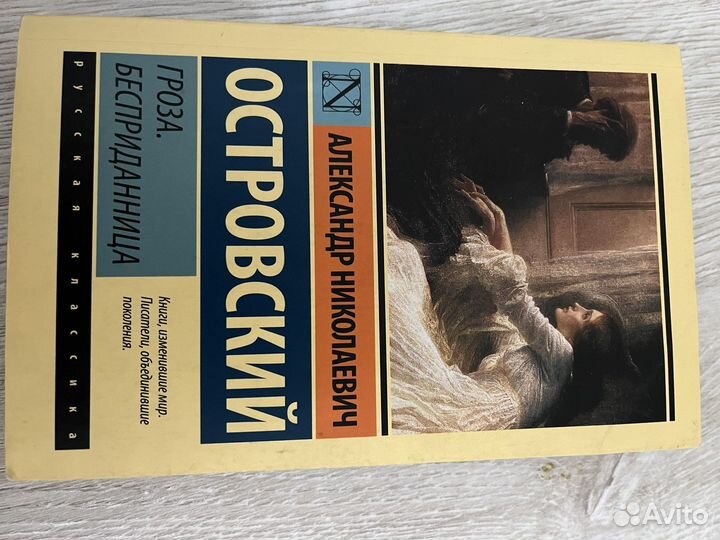 АЛЕКСАНДР НИКОЛАЕВИЧ
ОСТРОВСКИЙ
ГРОЗА.
БЕСПРИДАННИЦА
Книги, изменившие мир.
Писатели, объединившие
поколения.
русская классика
Avito